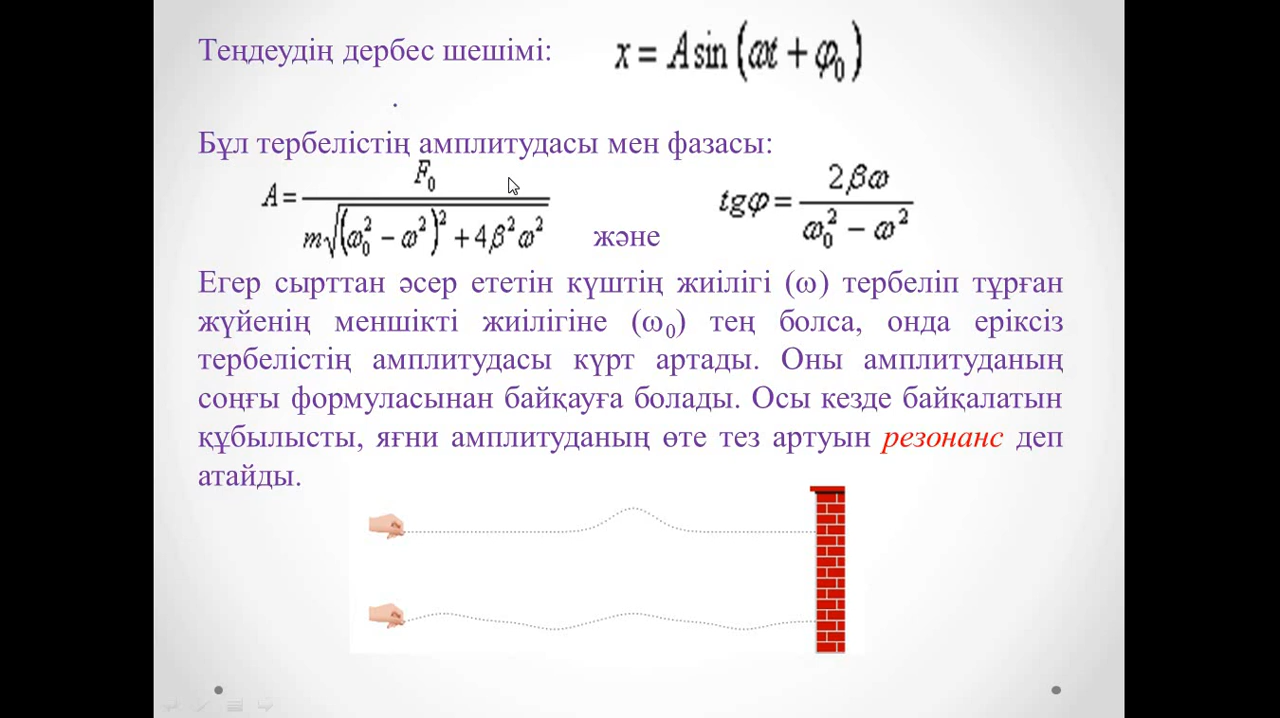 Теңдеудің дербес шешімі: x = A sin (ωt + φ₀)
.
Бұл тербелістің амплитудасы мен фазасы:
A = F₀ / m√((ω₀² − ω²)² + 4β²ω²) және tgφ = 2βω / ω₀² − ω²
Егер сырттан әсер ететін күштің жиілігі (ω) тербеліп тұрған
жүйенің меншікті жиілігіне (ω₀) тең болса, онда еріксіз
тербелістің амплитудасы күрт артады. Оны амплитуданың
соңғы формуласынан байқауға болады. Осы кезде байқалатын
құбылысты, яғни амплитуданың өте тез артуын резонанс деп
атайды.